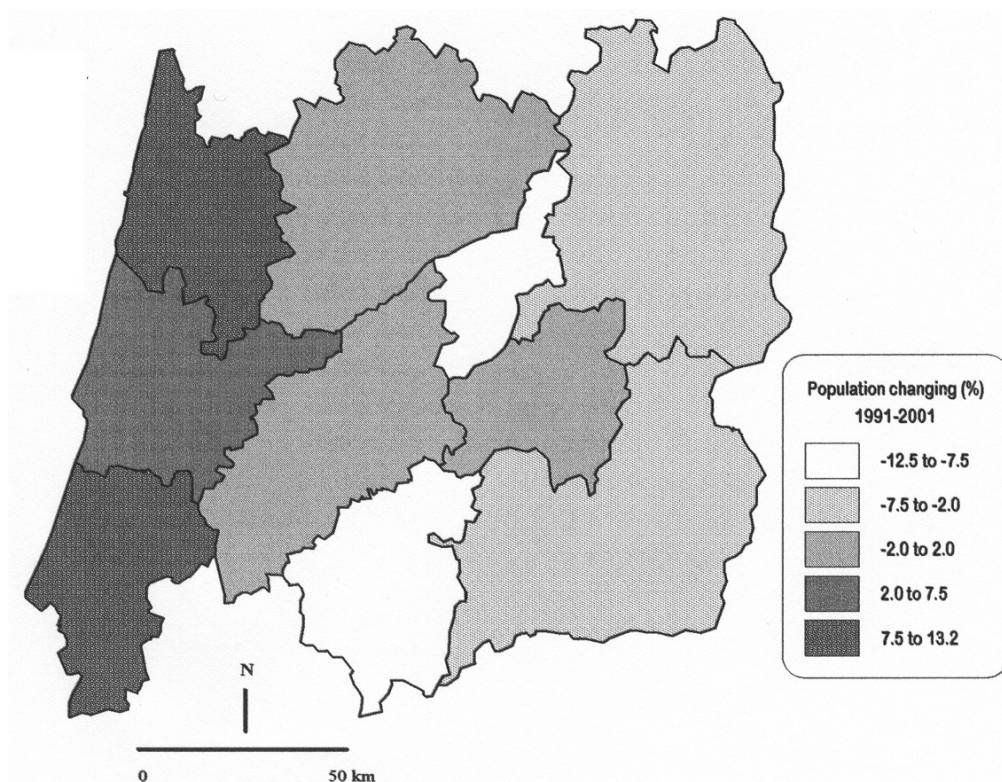 Population changing (%)
1991-2001
-12.5 to -7.5
-7.5 to -2.0
-2.0 to 2.0
2.0 to 7.5
7.5 to 13.2
N
0 50 km